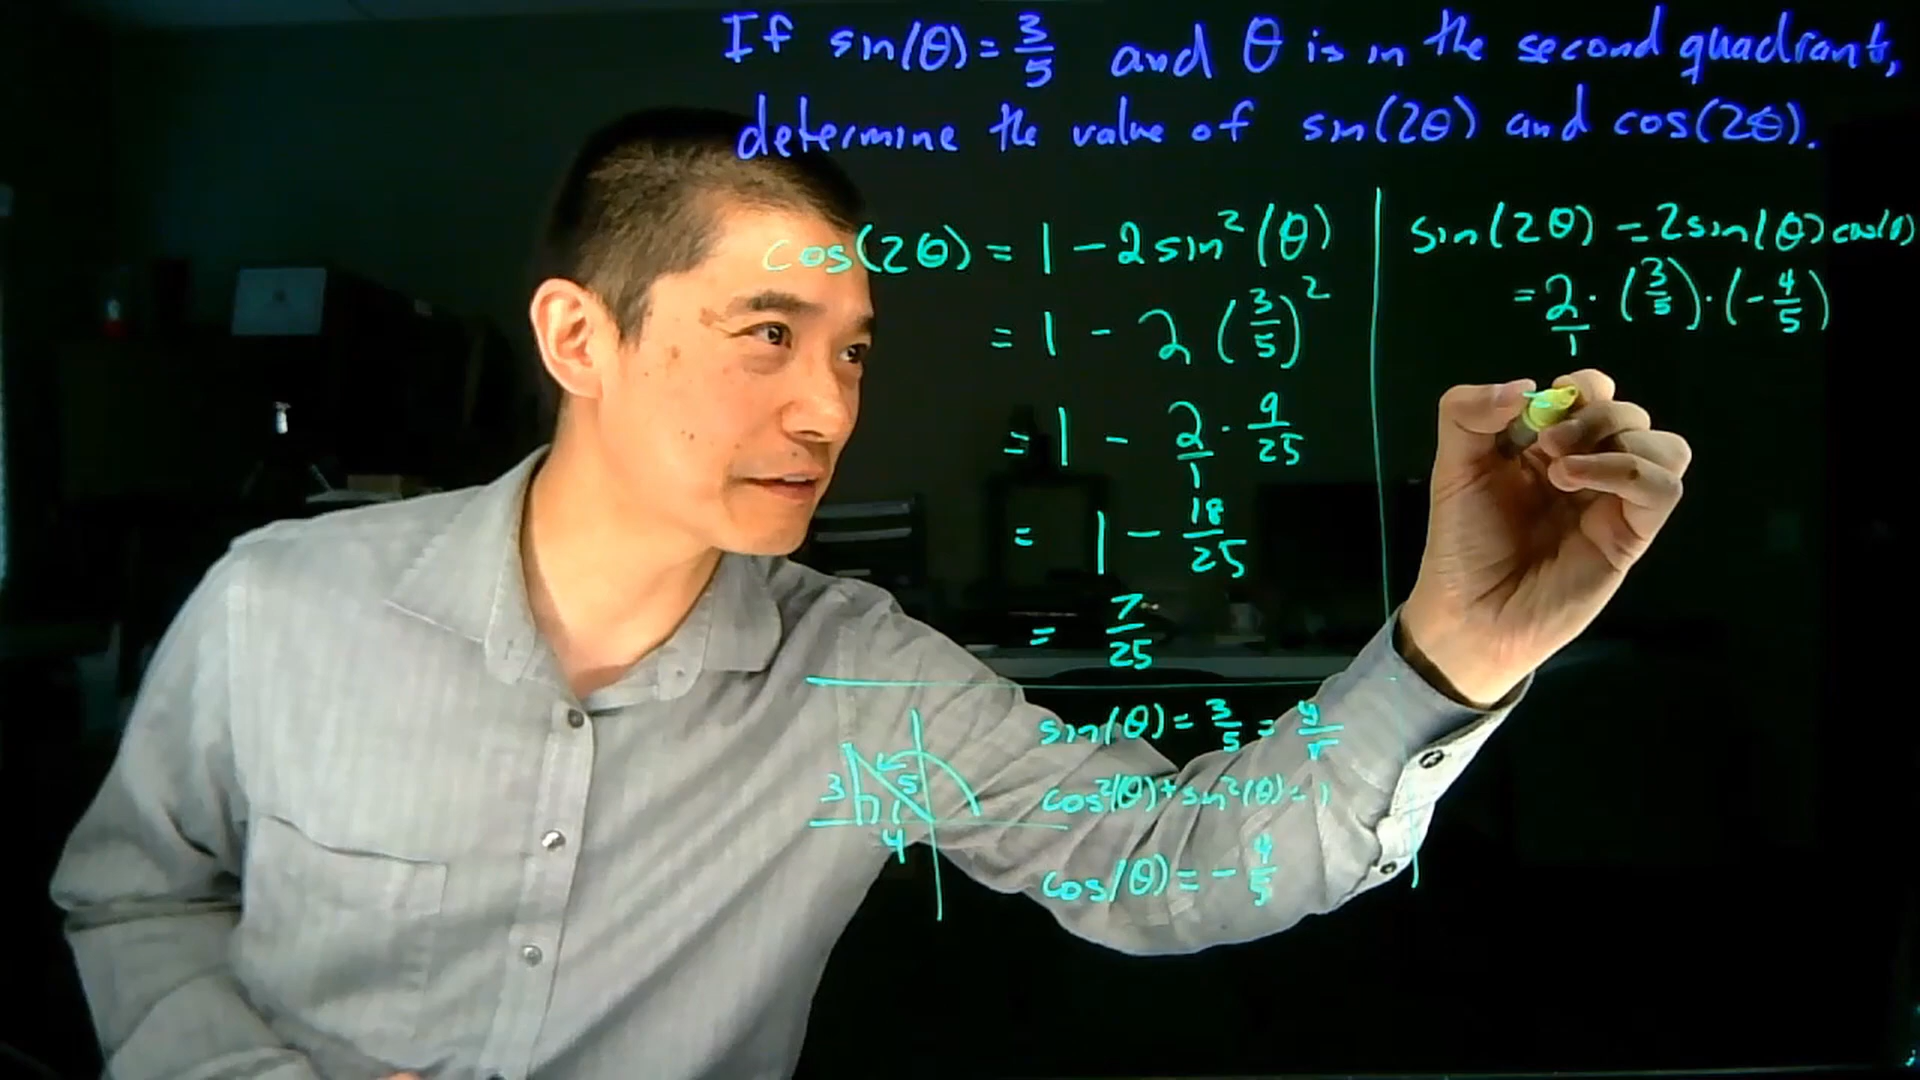 If sin(θ) = 3/5 and θ is in the second quadrant,
determine the value of sin(2θ) and cos(2θ).
cos(2θ) = 1 - 2sin²(θ)
= 1 - 2(3/5)²
= 1 - 2/1 · 9/25
= 1 - 18/25
= 7/25
sin(2θ) = 2sin(θ)cos(θ)
= 2/1 · (3/5) · (-4/5)
3
5
4
sin(θ) = 3/5 = y/r
cos²(θ) + sin²(θ) = 1
cos(θ) = - 4/5